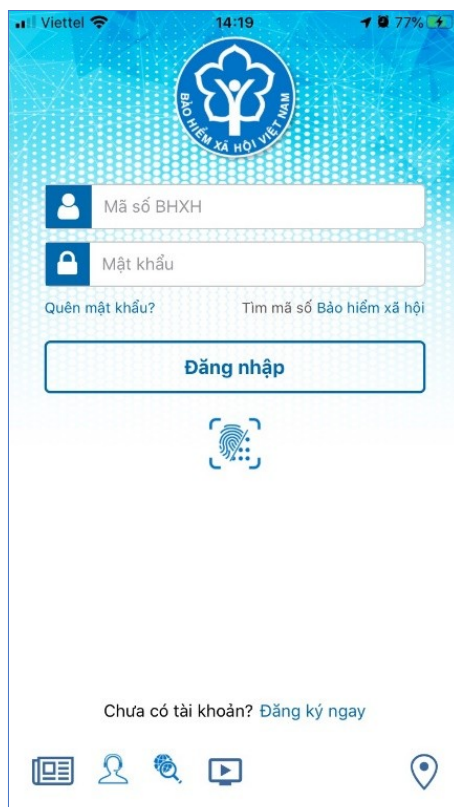 Viettel 14:19 77%
BẢO HIỂM XÃ HỘI VIỆT NAM
Mã số BHXH
Mật khẩu
Quên mật khẩu? Tìm mã số Bảo hiểm xã hội
Đăng nhập
Chưa có tài khoản? Đăng ký ngay